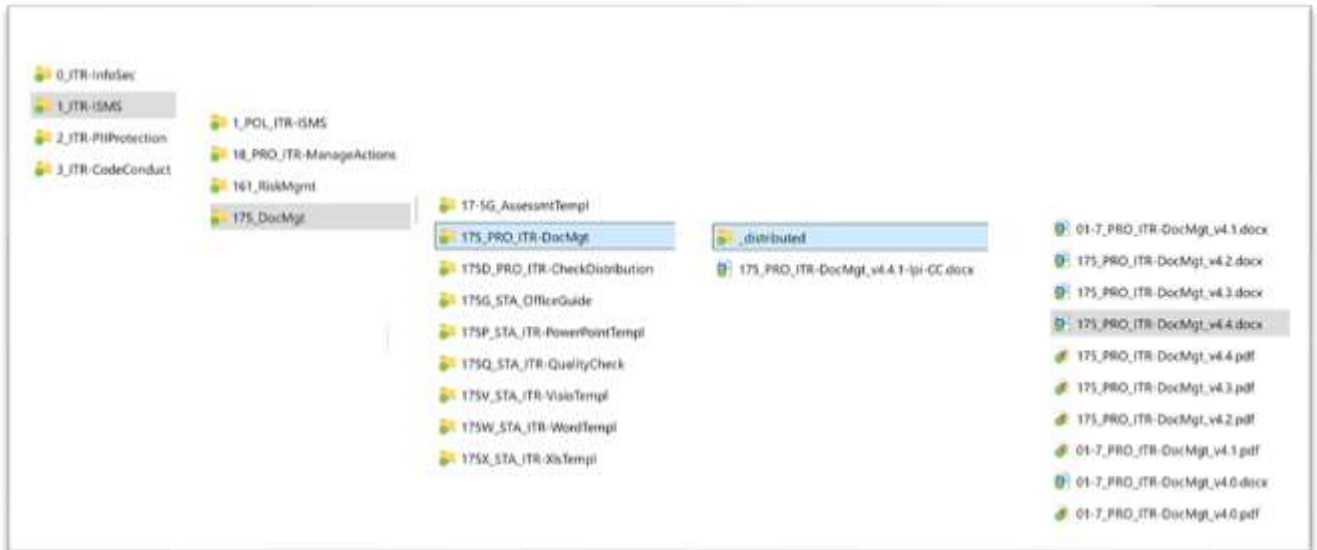 0_ITR-InfoSec
1_ITR-ISMS
2_ITR-PIIProtection
3_ITR-CodeConduct
1_POL_ITR-ISMS
18_PRO_ITR-ManageActions
161_RiskMgmt
175_DocMgt
17-5G_AssessmtTempl
175_PRO_ITR-DocMgt
175D_PRO_ITR-CheckDistribution
175G_STA_OfficeGuide
175P_STA_ITR-PowerPointTempl
175Q_STA_ITR-QualityCheck
175V_STA_ITR-VisioTempl
175W_STA_ITR-WordTempl
175X_STA_ITR-XlsTempl
_distributed
175_PRO_ITR-DocMgt_v4.4.1-lpi-CC.docx
01-7_PRO_ITR-DocMgt_v4.1.docx
175_PRO_ITR-DocMgt_v4.2.docx
175_PRO_ITR-DocMgt_v4.3.docx
175_PRO_ITR-DocMgt_v4.4.docx
175_PRO_ITR-DocMgt_v4.4.pdf
175_PRO_ITR-DocMgt_v4.3.pdf
175_PRO_ITR-DocMgt_v4.2.pdf
01-7_PRO_ITR-DocMgt_v4.1.pdf
01-7_PRO_ITR-DocMgt_v4.0.docx
01-7_PRO_ITR-DocMgt_v4.0.pdf